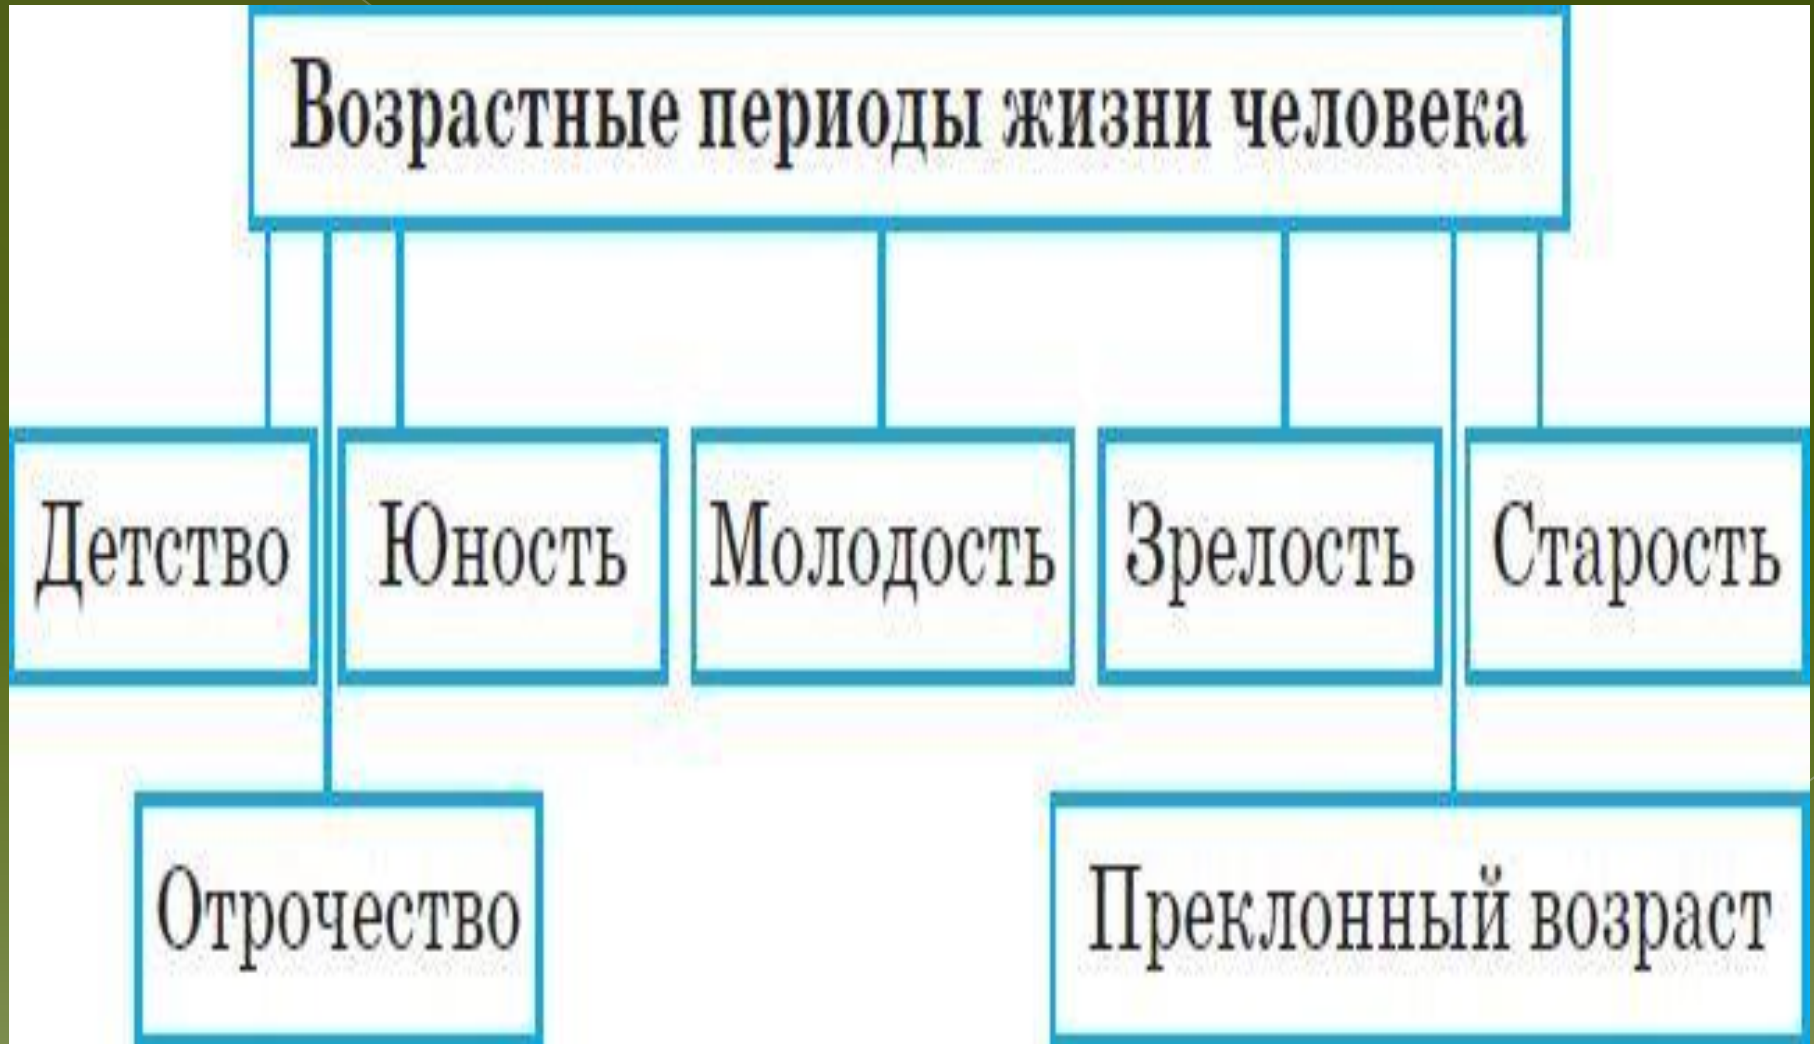 Возрастные периоды жизни человека
Детство
Юность
Молодость
Зрелость
Старость
Отрочество
Преклонный возраст